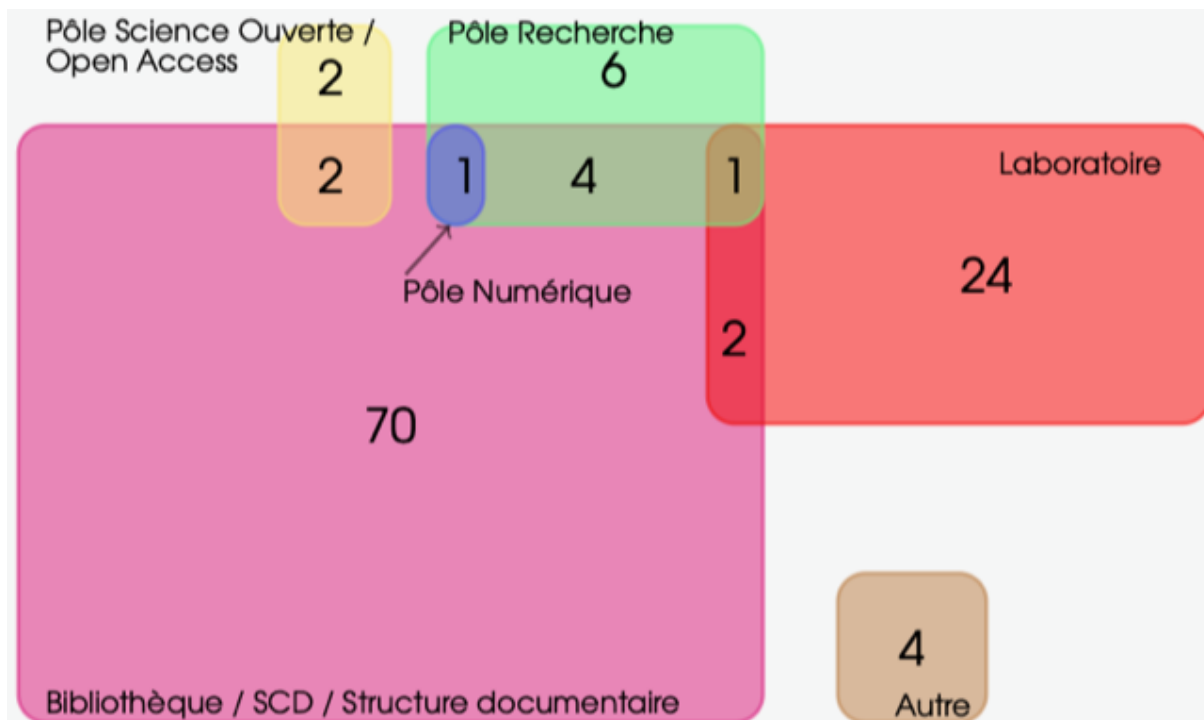 Pôle Science Ouverte /
Open Access
Pôle Recherche
2
6
2
1
4
1
Laboratoire
24
Pôle Numérique
2
70
4
Bibliothèque / SCD / Structure documentaire
Autre